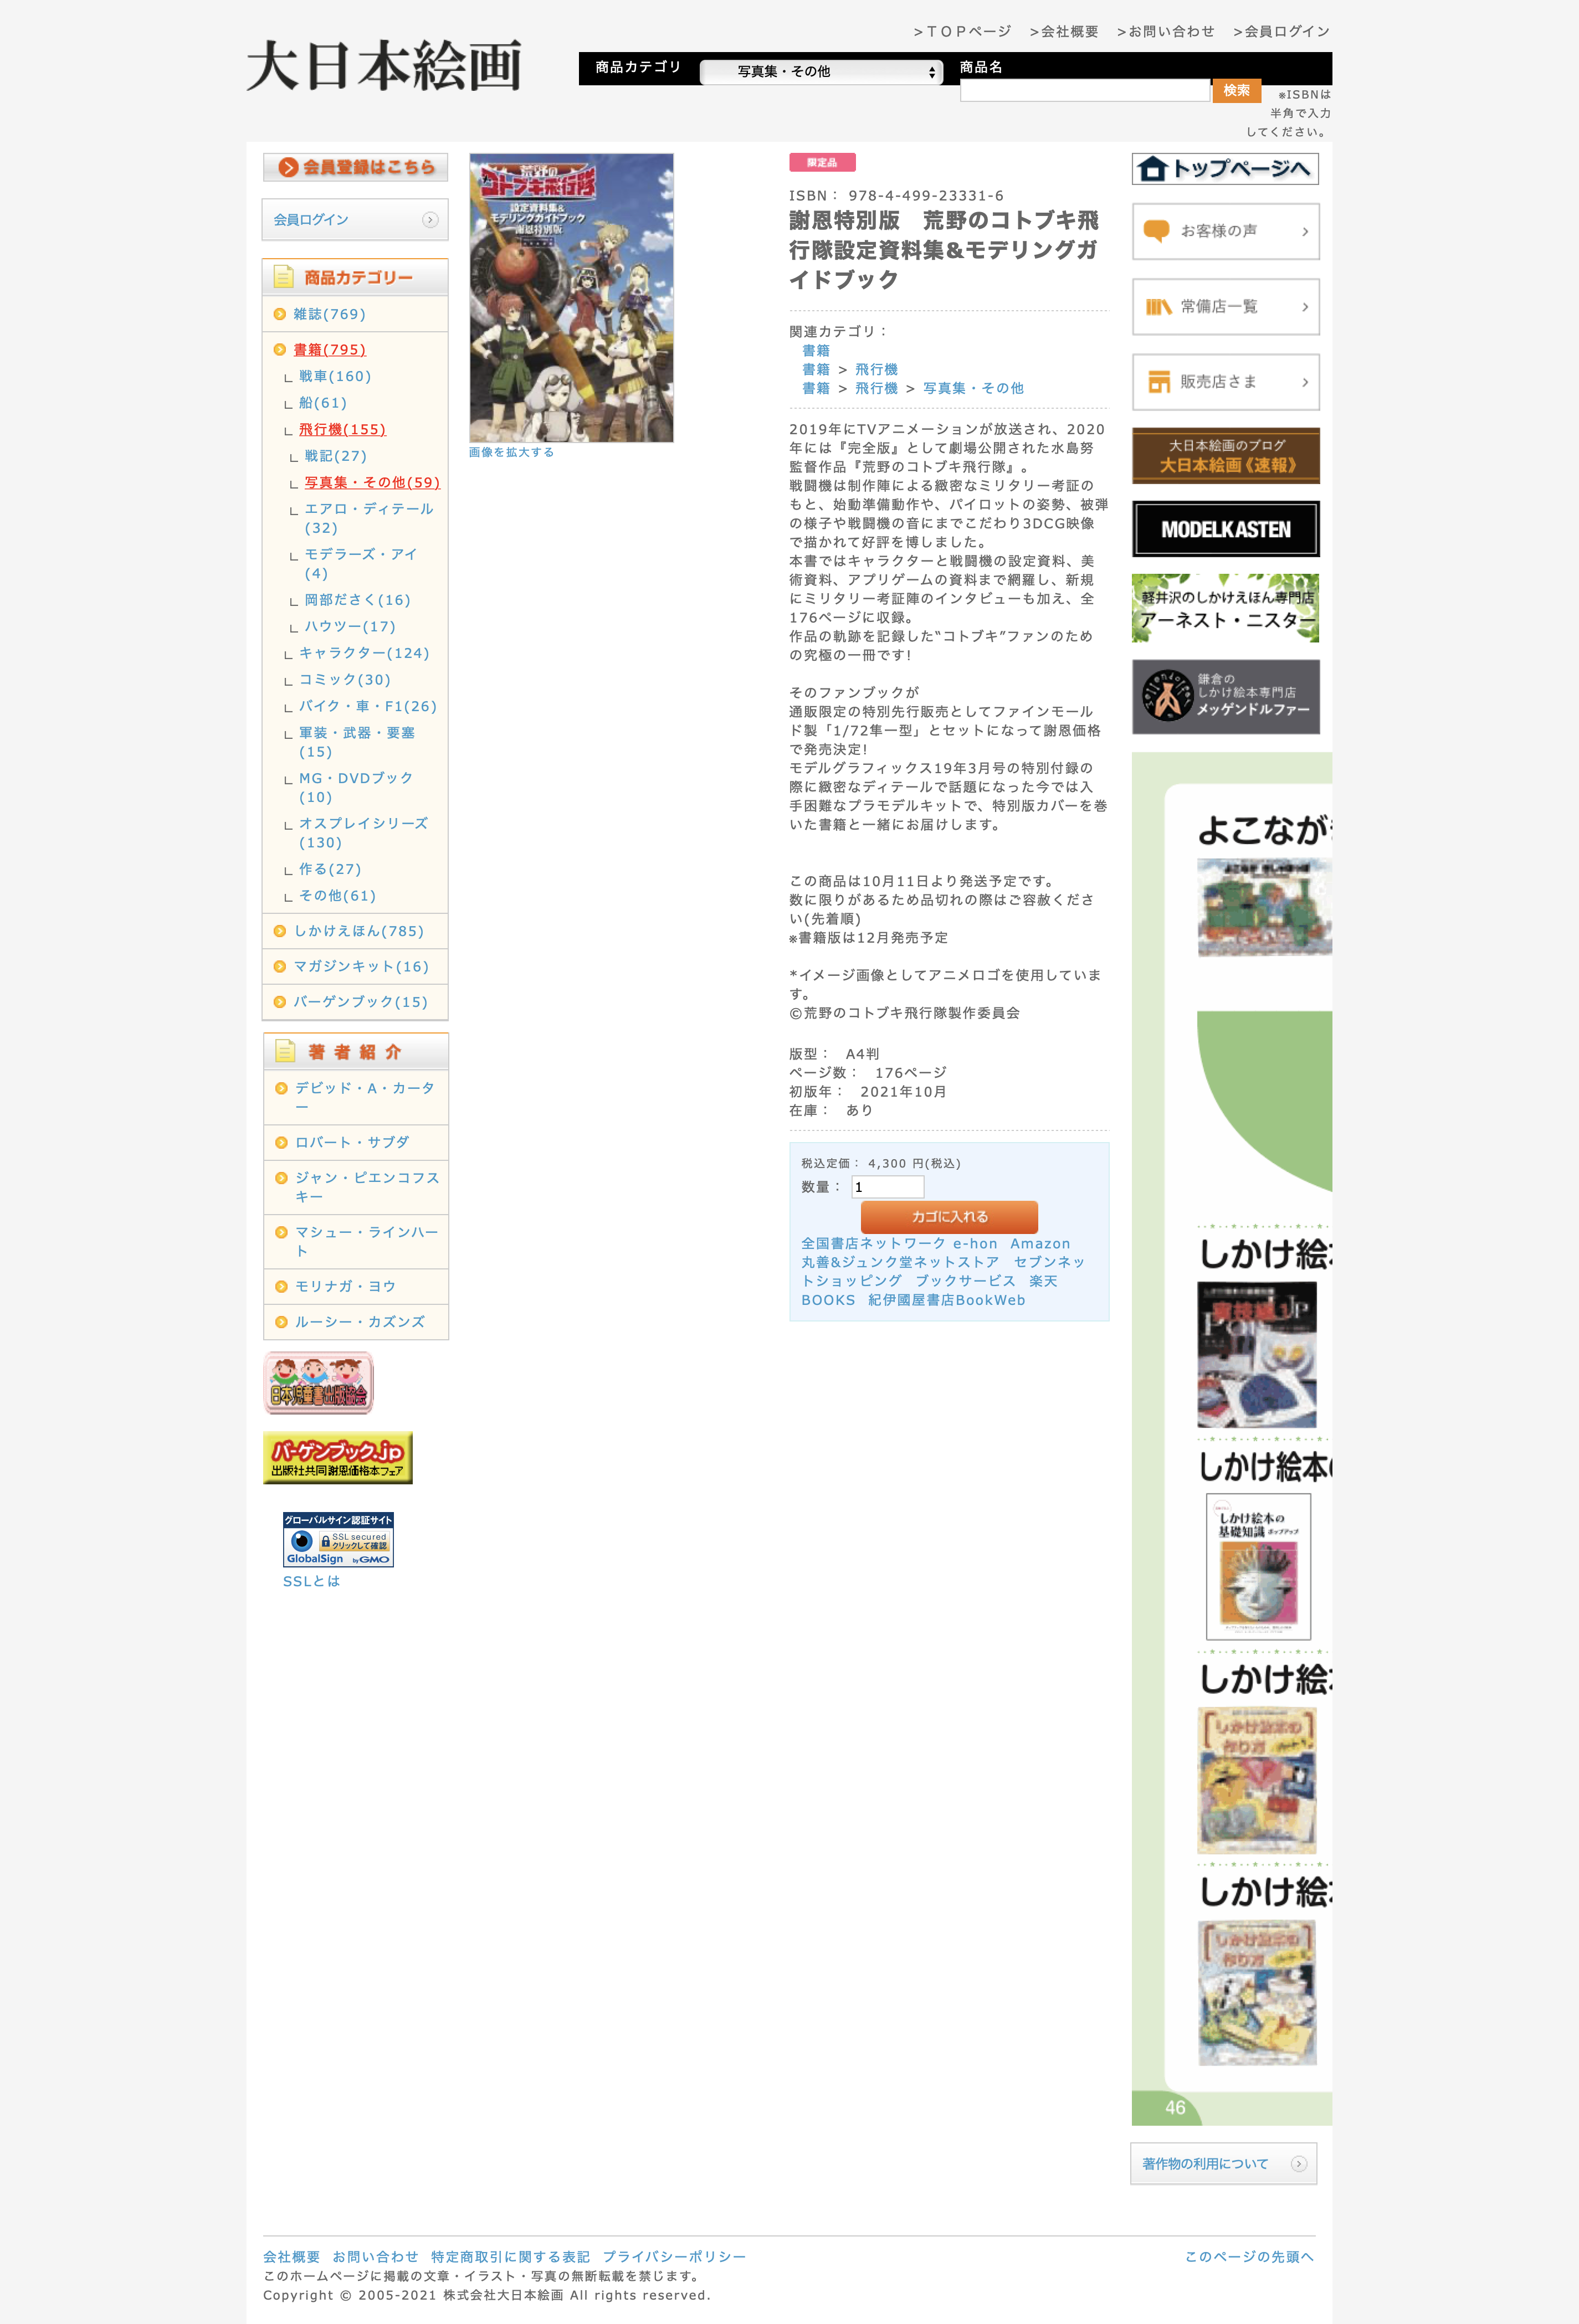 >ＴＯＰページ >会社概要 >お問い合わせ >会員ログイン
大日本絵画
商品カテゴリ 写真集・その他 商品名
検索
※ISBNは
半角で入力
してください。
会員登録はこちら
会員ログイン
商品カテゴリー
雑誌(769)
書籍(795)
戦車(160)
船(61)
飛行機(155)
戦記(27)
写真集・その他(59)
エアロ・ディテール
(32)
モデラーズ・アイ
(4)
岡部ださく(16)
ハウツー(17)
キャラクター(124)
コミック(30)
バイク・車・F1(26)
軍装・武器・要塞
(15)
MG・DVDブック
(10)
オスプレイシリーズ
(130)
作る(27)
その他(61)
しかけえほん(785)
マガジンキット(16)
バーゲンブック(15)
著者紹介
デビッド・A・カータ
ー
ロバート・サブダ
ジャン・ピエンコフス
キー
マシュー・ラインハー
ト
モリナガ・ヨウ
ルーシー・カズンズ
日本児童書出版協会
バーゲンブック.jp
出版社共同謝恩価格本フェア
グローバルサイン認証サイト
SSL secured
クリックして確認
GlobalSign by GMO
SSLとは
荒野の
コトブキ飛行隊
設定資料集&
モデリングガイドブック
謝恩特別版
画像を拡大する
限定品
ISBN： 978-4-499-23331-6
謝恩特別版　荒野のコトブキ飛
行隊設定資料集&モデリングガ
イドブック
関連カテゴリ：
書籍
書籍 > 飛行機
書籍 > 飛行機 > 写真集・その他
2019年にTVアニメーションが放送され、2020
年には『完全版』として劇場公開された水島努
監督作品『荒野のコトブキ飛行隊』。
戦闘機は制作陣による緻密なミリタリー考証の
もと、始動準備動作や、パイロットの姿勢、被弾
の様子や戦闘機の音にまでこだわり3DCG映像
で描かれて好評を博しました。
本書ではキャラクターと戦闘機の設定資料、美
術資料、アプリゲームの資料まで網羅し、新規
にミリタリー考証陣のインタビューも加え、全
176ページに収録。
作品の軌跡を記録した“コトブキ”ファンのため
の究極の一冊です!
そのファンブックが
通販限定の特別先行販売としてファインモール
ド製「1/72隼一型」とセットになって謝恩価格
で発売決定!
モデルグラフィックス19年3月号の特別付録の
際に緻密なディテールで話題になった今では入
手困難なプラモデルキットで、特別版カバーを巻
いた書籍と一緒にお届けします。
この商品は10月11日より発送予定です。
数に限りがあるため品切れの際はご容赦くださ
い(先着順)
※書籍版は12月発売予定
*イメージ画像としてアニメロゴを使用していま
す。
©荒野のコトブキ飛行隊製作委員会
版型： A4判
ページ数： 176ページ
初版年： 2021年10月
在庫： あり
税込定価： 4,300 円(税込)
数量： 1
カゴに入れる
全国書店ネットワーク e-hon Amazon
丸善&ジュンク堂ネットストア セブンネッ
トショッピング ブックサービス 楽天
BOOKS 紀伊國屋書店BookWeb
トップページへ
お客様の声
常備店一覧
販売店さま
大日本絵画のブログ
大日本絵画《速報》
MODELKASTEN
軽井沢のしかけえほん専門店
アーネスト・ニスター
鎌倉の
しかけ絵本専門店
メッゲンドルファー
よこなが
しかけ絵
実技編
しかけ絵本
しかけ絵本の
基礎知識 ポップアップ
しかけ絵
しかけ絵本の
作り方
しかけ絵
しかけ絵本の
作り方
46
著作物の利用について
会社概要 お問い合わせ 特定商取引に関する表記 プライバシーポリシー
このページの先頭へ
このホームページに掲載の文章・イラスト・写真の無断転載を禁じます。
Copyright © 2005-2021 株式会社大日本絵画 All rights reserved.